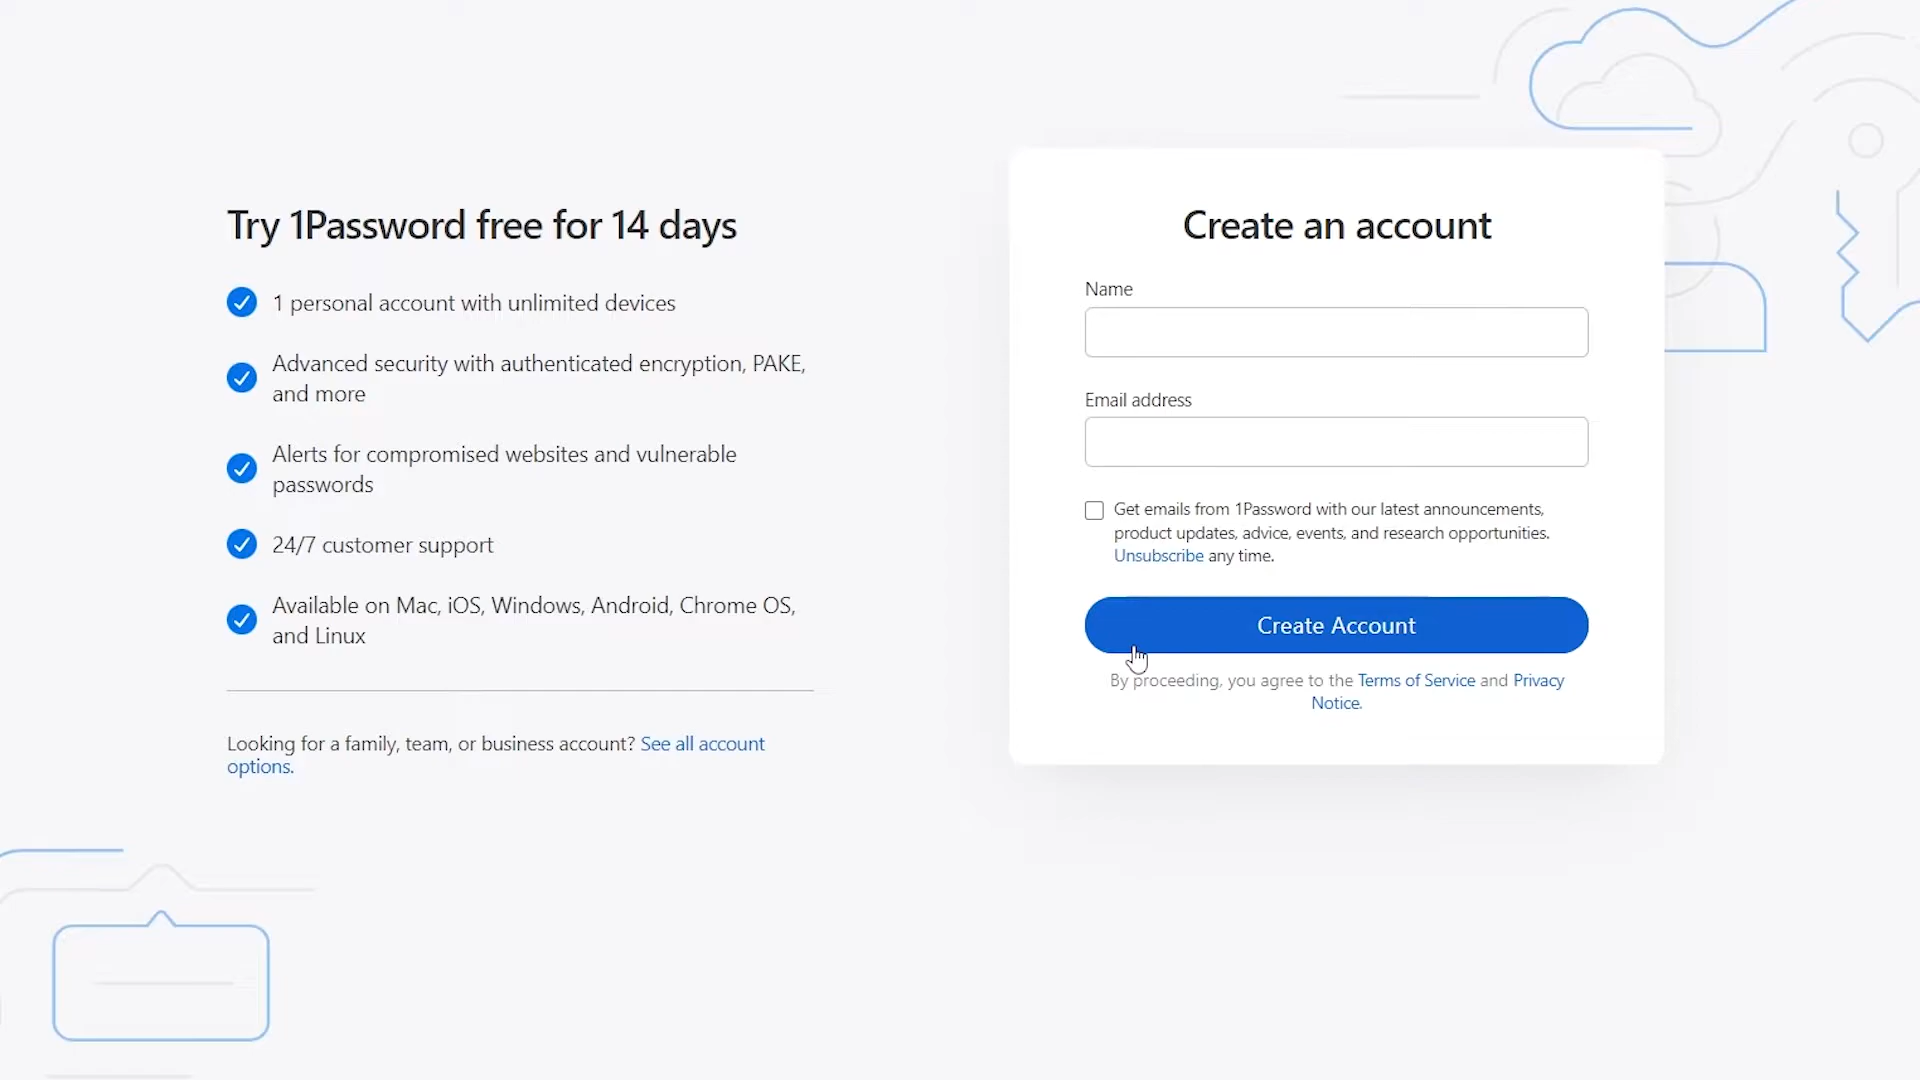 Try 1Password free for 14 days
1 personal account with unlimited devices
Advanced security with authenticated encryption, PAKE,
and more
Alerts for compromised websites and vulnerable
passwords
24/7 customer support
Available on Mac, iOS, Windows, Android, Chrome OS,
and Linux
Looking for a family, team, or business account? See all account
options.
Create an account
Name
Email address
Get emails from 1Password with our latest announcements,
product updates, advice, events, and research opportunities.
Unsubscribe any time.
Create Account
By proceeding, you agree to the Terms of Service and Privacy
Notice.